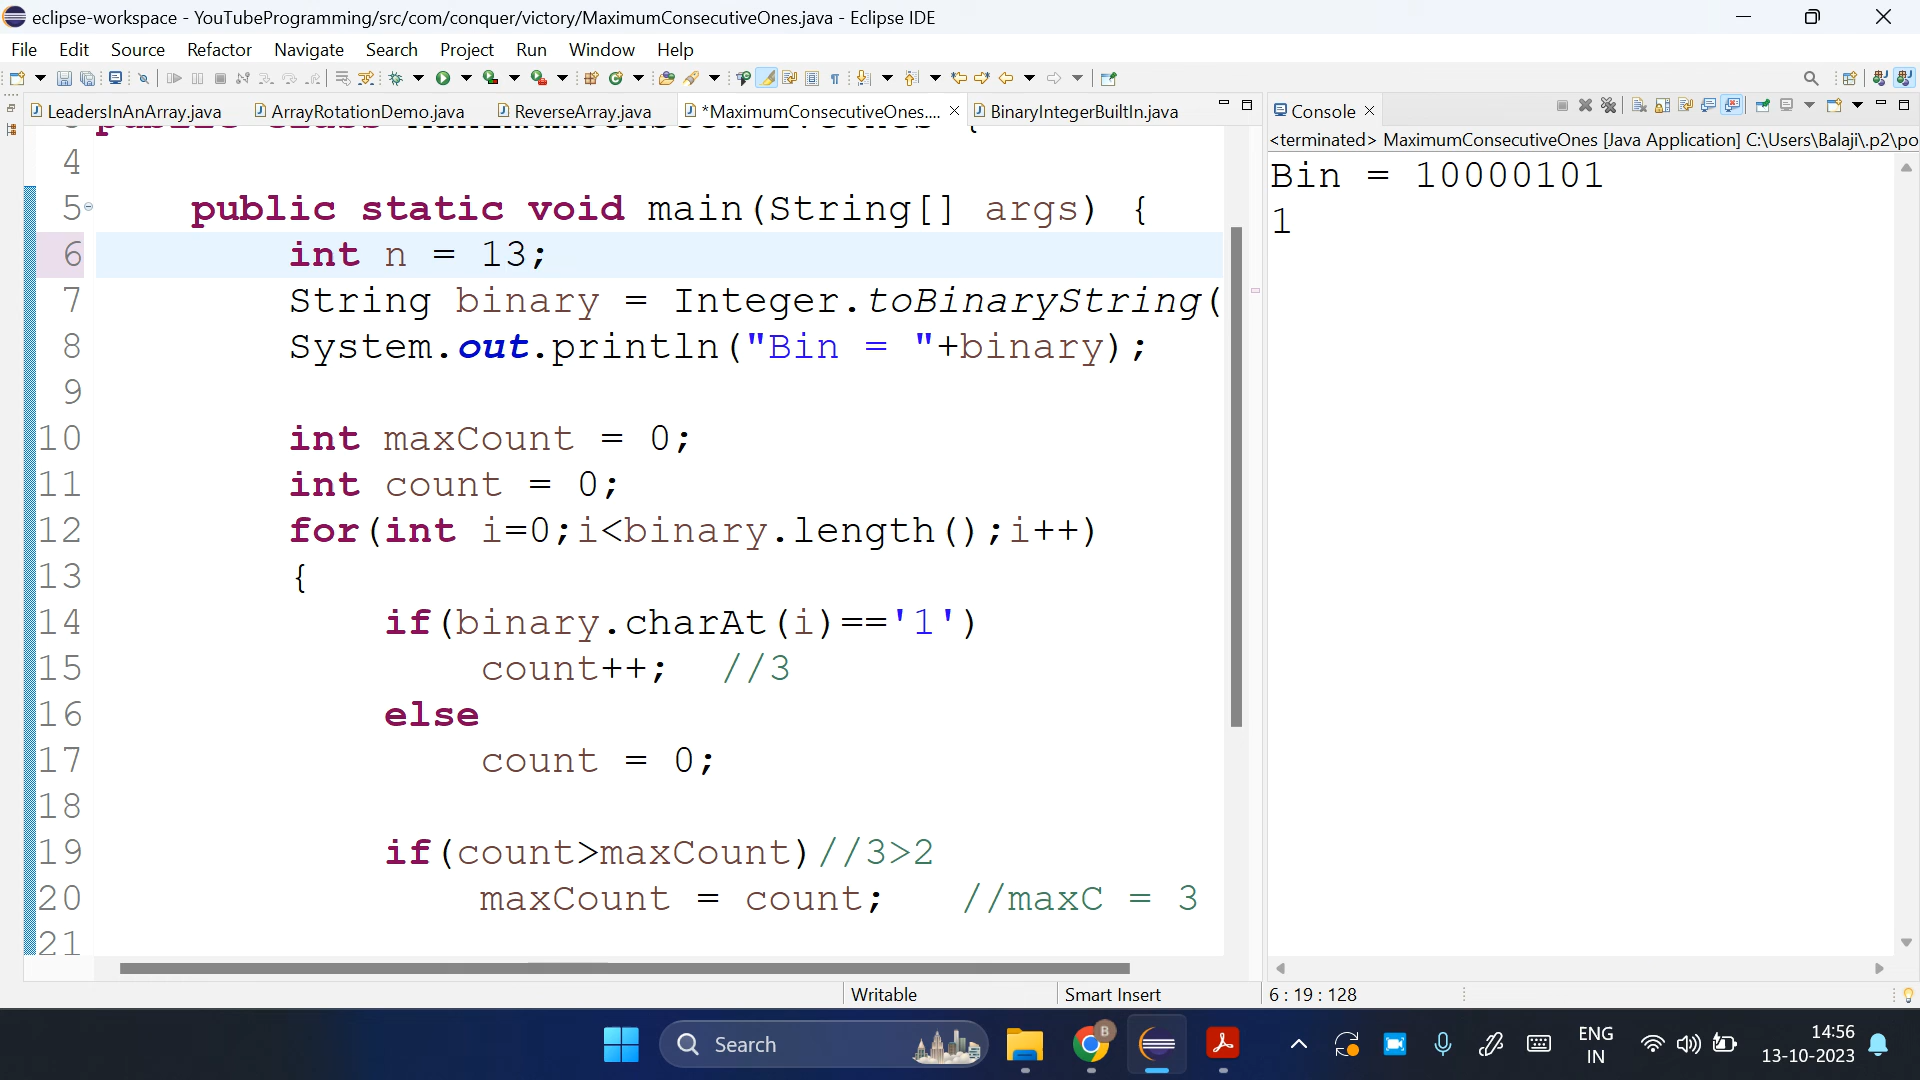 eclipse-workspace - YouTubeProgramming/src/com/conquer/victory/MaximumConsecutiveOnes.java - Eclipse IDE
File Edit Source Refactor Navigate Search Project Run Window Help
LeadersInAnArray.java ArrayRotationDemo.java ReverseArray.java *MaximumConsecutiveOnes.... BinaryIntegerBuiltIn.java
Console
<terminated> MaximumConsecutiveOnes [Java Application] C:\Users\Balaji\.p2\po
Bin = 10000101
1
4
5 public static void main(String[] args) {
6 int n = 13;
7 String binary = Integer.toBinaryString(
8 System.out.println("Bin = "+binary);
9
10 int maxCount = 0;
11 int count = 0;
12 for(int i=0;i<binary.length();i++)
13 {
14 if(binary.charAt(i)=='1')
15 count++; //3
16 else
17 count = 0;
18
19 if(count>maxCount)//3>2
20 maxCount = count; //maxC = 3
21
Writable Smart Insert 6 : 19 : 128
Search
B
ENG
IN
14:56
13-10-2023